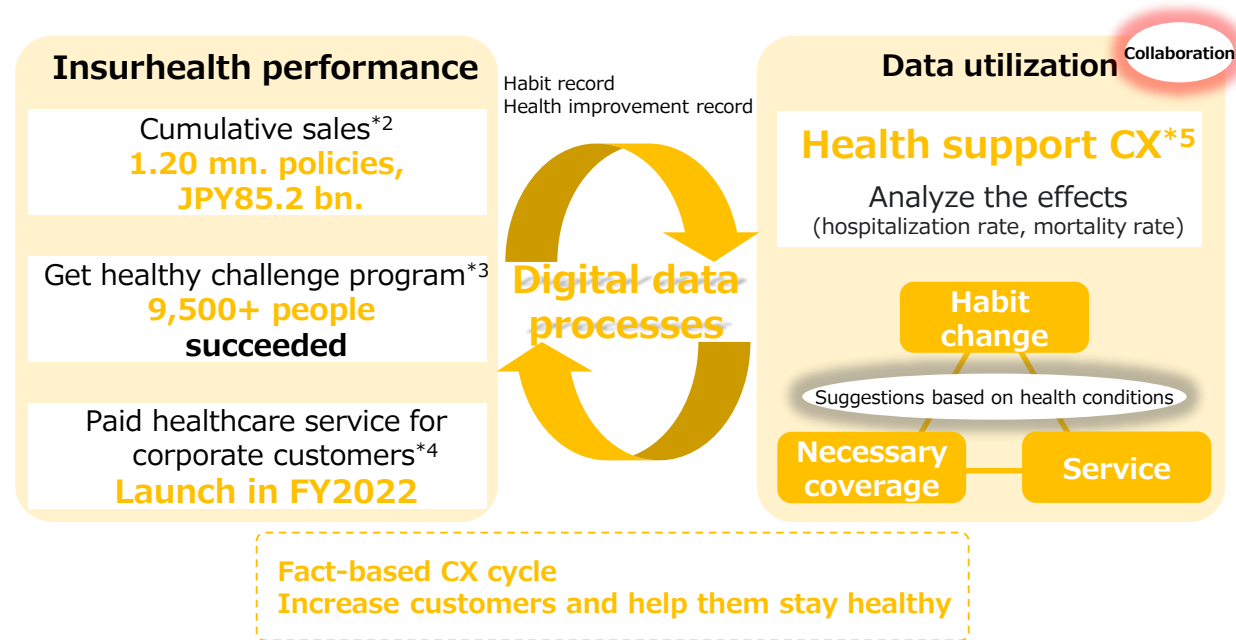 Insurhealth performance
Cumulative sales*2
1.20 mn. policies,
JPY85.2 bn.
Get healthy challenge program*3
9,500+ people
succeeded
Paid healthcare service for
corporate customers*4
Launch in FY2022
Habit record
Health improvement record
Digital data
processes
Data utilization
Collaboration
Health support CX*5
Analyze the effects
(hospitalization rate, mortality rate)
Habit
change
Suggestions based on health conditions
Necessary
coverage
Service
Fact-based CX cycle
Increase customers and help them stay healthy